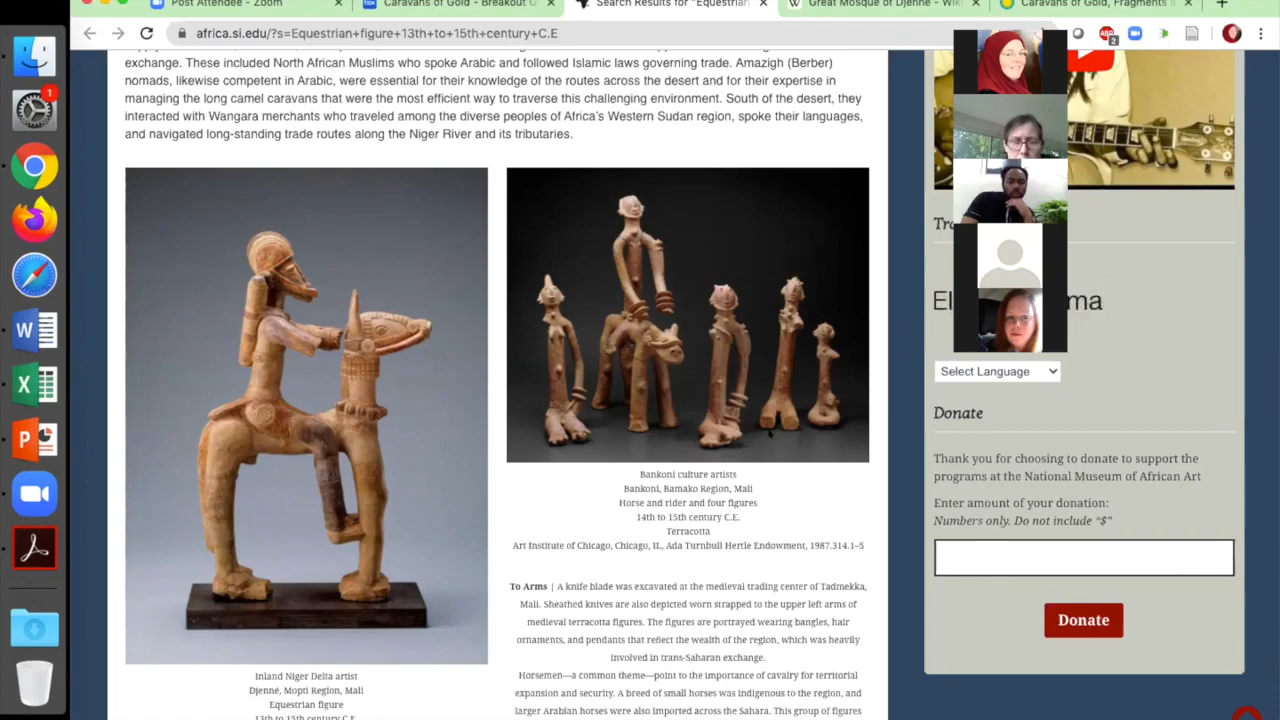 Post Attendee - Zoom
Caravans of Gold - Breakout G
Search Results for "Equestrian
Great Mosque of Djenne - Wiki
Caravans of Gold, Fragments i
africa.si.edu/?s=Equestrian+figure+13th+to+15th+century+C.E
2
1
exchange. These included North African Muslims who spoke Arabic and followed Islamic laws governing trade. Amazigh (Berber)
nomads, likewise competent in Arabic, were essential for their knowledge of the routes across the desert and for their expertise in
managing the long camel caravans that were the most efficient way to traverse this challenging environment. South of the desert, they
interacted with Wangara merchants who traveled among the diverse peoples of Africa's Western Sudan region, spoke their languages,
and navigated long-standing trade routes along the Niger River and its tributaries.
Inland Niger Delta artist
Djenné, Mopti Region, Mali
Equestrian figure
13th to 15th century C.E.
Bankoni culture artists
Bankoni, Bamako Region, Mali
Horse and rider and four figures
14th to 15th century C.E.
Terracotta
Art Institute of Chicago, Chicago, IL, Ada Turnbull Hertle Endowment, 1987.314.1–5
To Arms | A knife blade was excavated at the medieval trading center of Tadmekka,
Mali. Sheathed knives are also depicted worn strapped to the upper left arms of
medieval terracotta figures. The figures are portrayed wearing bangles, hair
ornaments, and pendants that reflect the wealth of the region, which was heavily
involved in trans-Saharan exchange.
Horsemen—a common theme—point to the importance of cavalry for territorial
expansion and security. A breed of small horses was indigenous to the region, and
larger Arabian horses were also imported across the Sahara. This group of figures
Select Language
Donate
Thank you for choosing to donate to support the
programs at the National Museum of African Art
Enter amount of your donation:
Numbers only. Do not include “$”
Donate